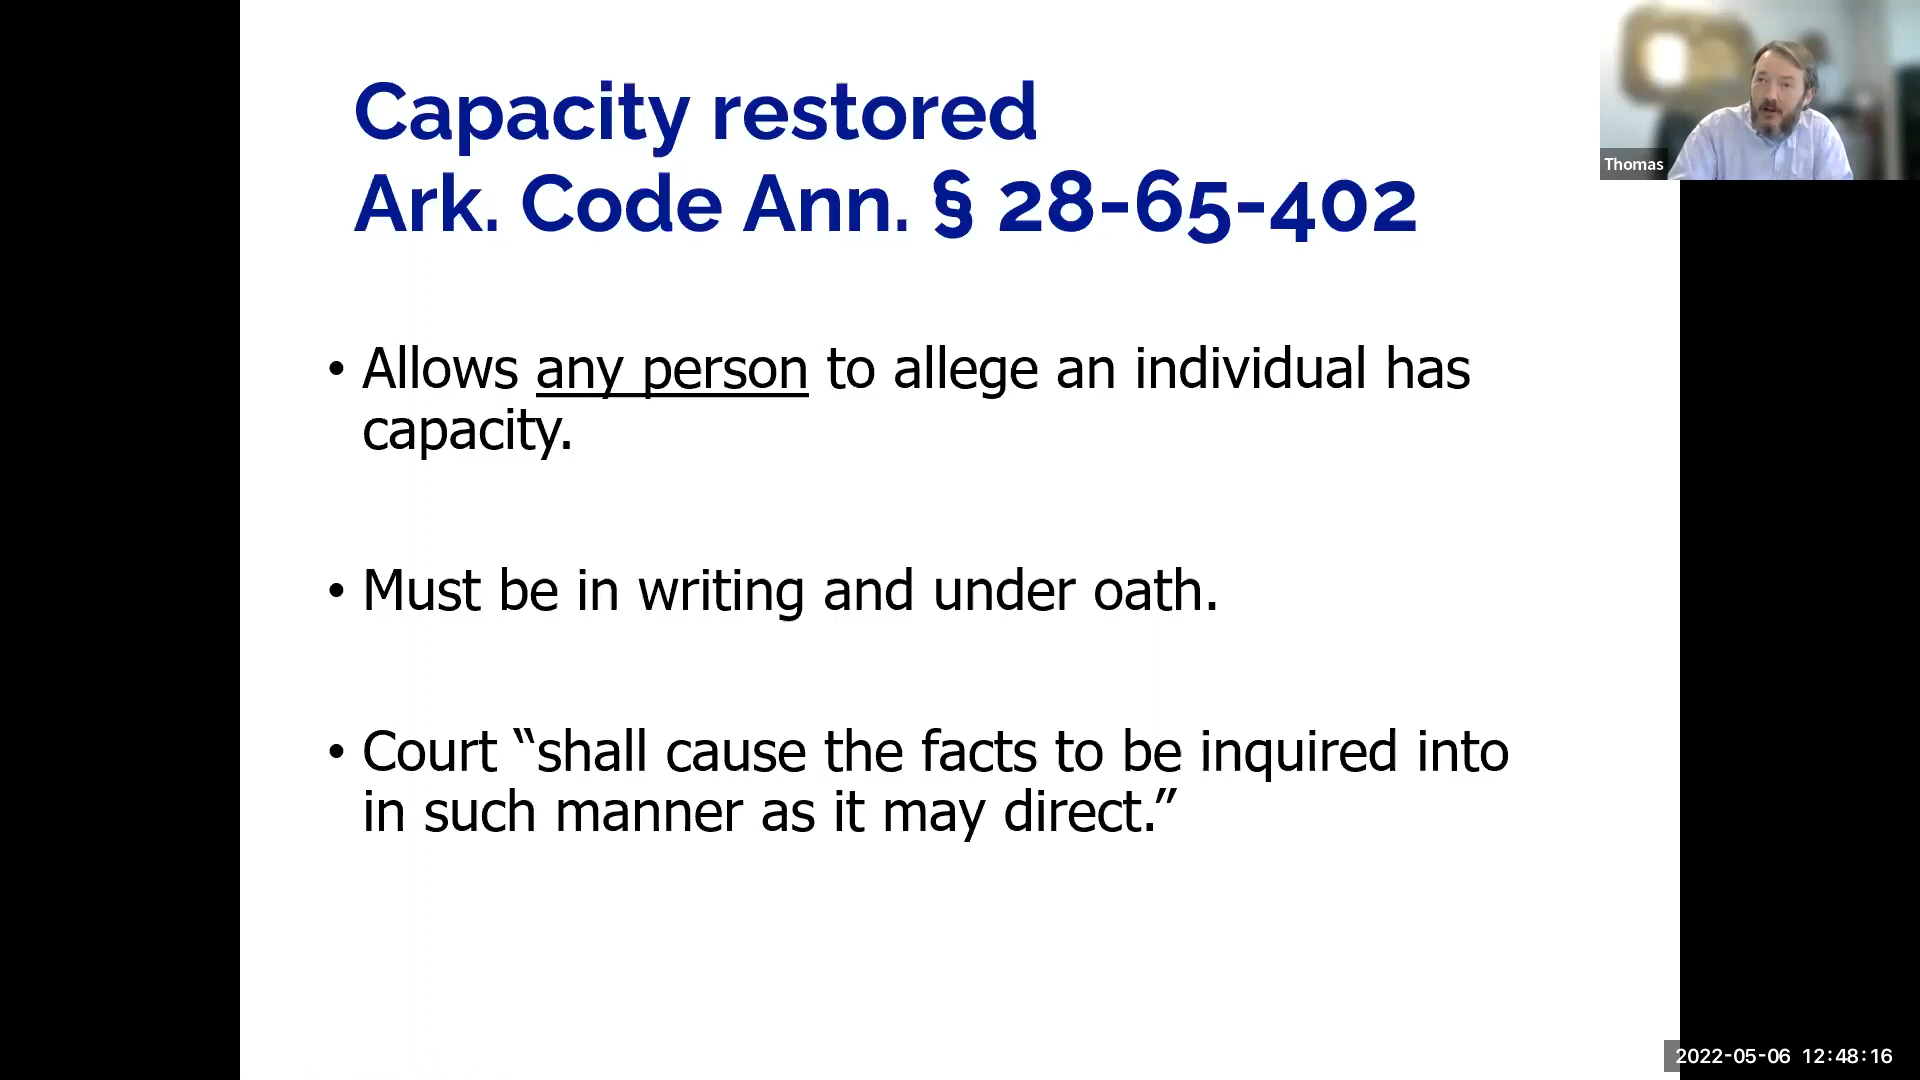 Capacity restored
Ark. Code Ann. § 28-65-402
• Allows any person to allege an individual has
capacity.
• Must be in writing and under oath.
• Court “shall cause the facts to be inquired into
in such manner as it may direct.”
Thomas
2022-05-06 12:48:16